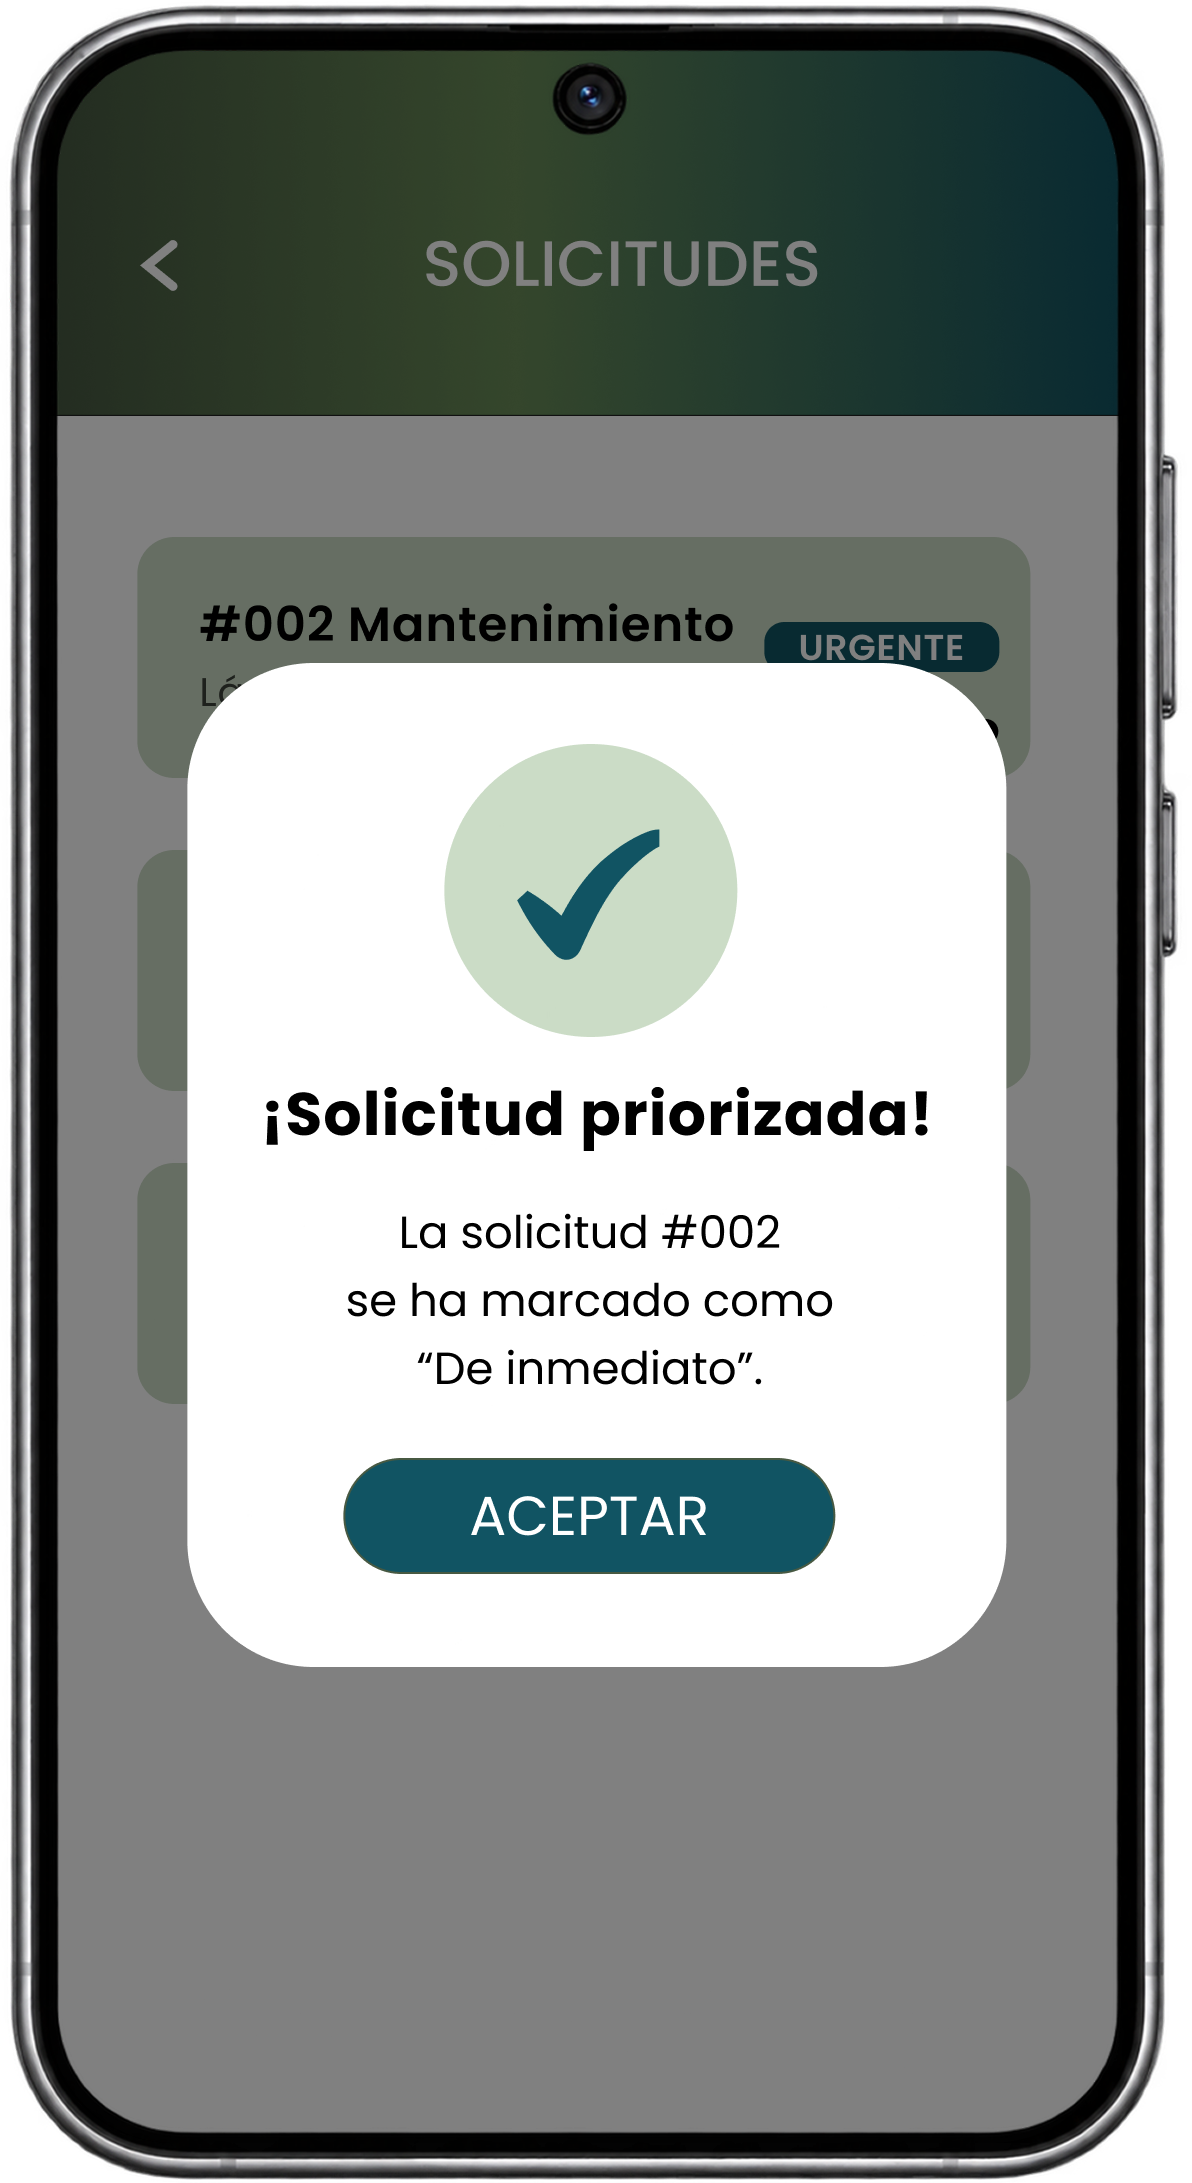 SOLICITUDES
#002 Mantenimiento
URGENTE
¡Solicitud priorizada!
La solicitud #002
se ha marcado como
“De inmediato”.
ACEPTAR